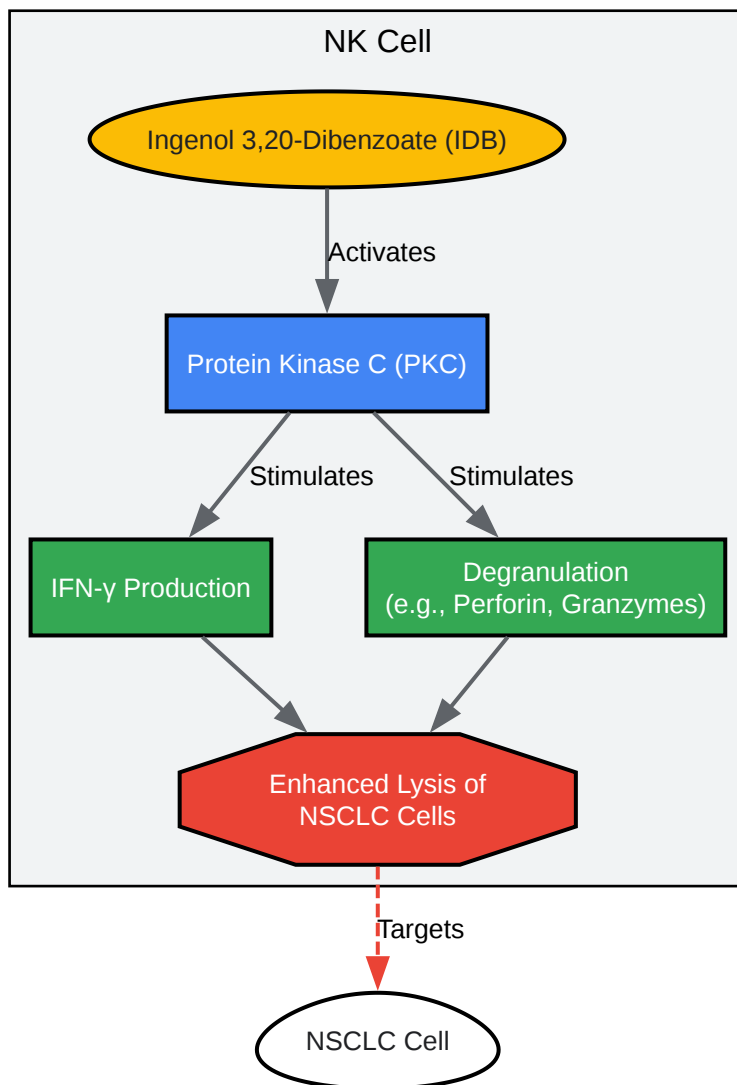 NK Cell
Ingenol 3,20-Dibenzoate (IDB)
Activates
Protein Kinase C (PKC)
Stimulates
Stimulates
IFN-γ Production
Degranulation
(e.g., Perforin, Granzymes)
Enhanced Lysis of
NSCLC Cells
Targets
NSCLC Cell